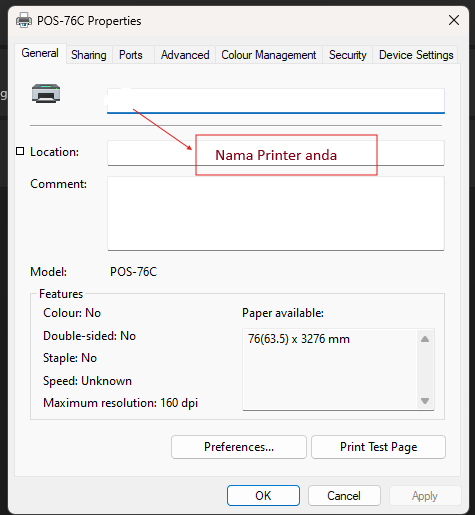 POS-76C Properties
General Sharing Ports Advanced Colour Management Security Device Settings
Nama Printer anda
Location:
Comment:
Model: POS-76C
Features
Colour: No
Double-sided: No
Staple: No
Speed: Unknown
Maximum resolution: 160 dpi
Paper available:
76(63.5) x 3276 mm
Preferences...
Print Test Page
OK
Cancel
Apply